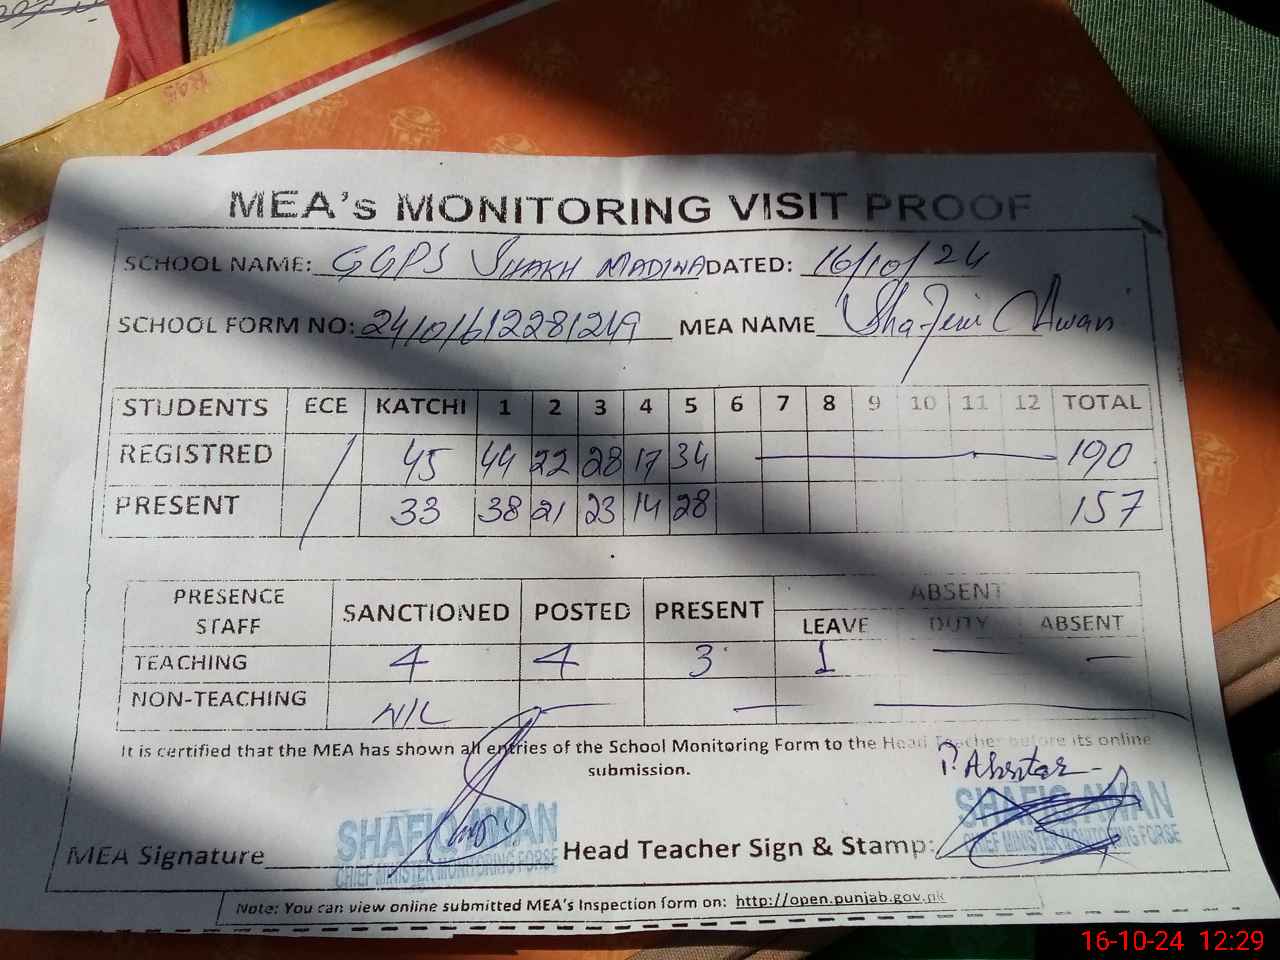 MEA's MONITORING VISIT PROOF
SCHOOL NAME: GGPS SHAKH MADINA DATED: 16/10/24
SCHOOL FORM NO: MEA NAME Awan
STUDENTS ECE KATCHI 1 2 3 4 5 6 7 8 9 10 11 12 TOTAL
REGISTRED 45 44 22 28 17 34 190
PRESENT 33 38 21 23 14 28 157
PRESENCE STAFF SANCTIONED POSTED PRESENT ABSENT
LEAVE DUTY ABSENT
TEACHING 4 4 3 1 — —
NON-TEACHING NIL — — —
It is certified that the MEA has shown all entries of the School Monitoring Form to the Head Teacher before its online
submission.
P. Akhtar
SHAFIQ AWAN SHAFIQ AWAN
CHIEF MINISTER MONITORING FORSE CHIEF MINISTER MONITORING FORSE
MEA Signature Head Teacher Sign & Stamp:
Note: You can view online submitted MEA's Inspection form on: http://open.punjab.gov.pk
16-10-24 12:29